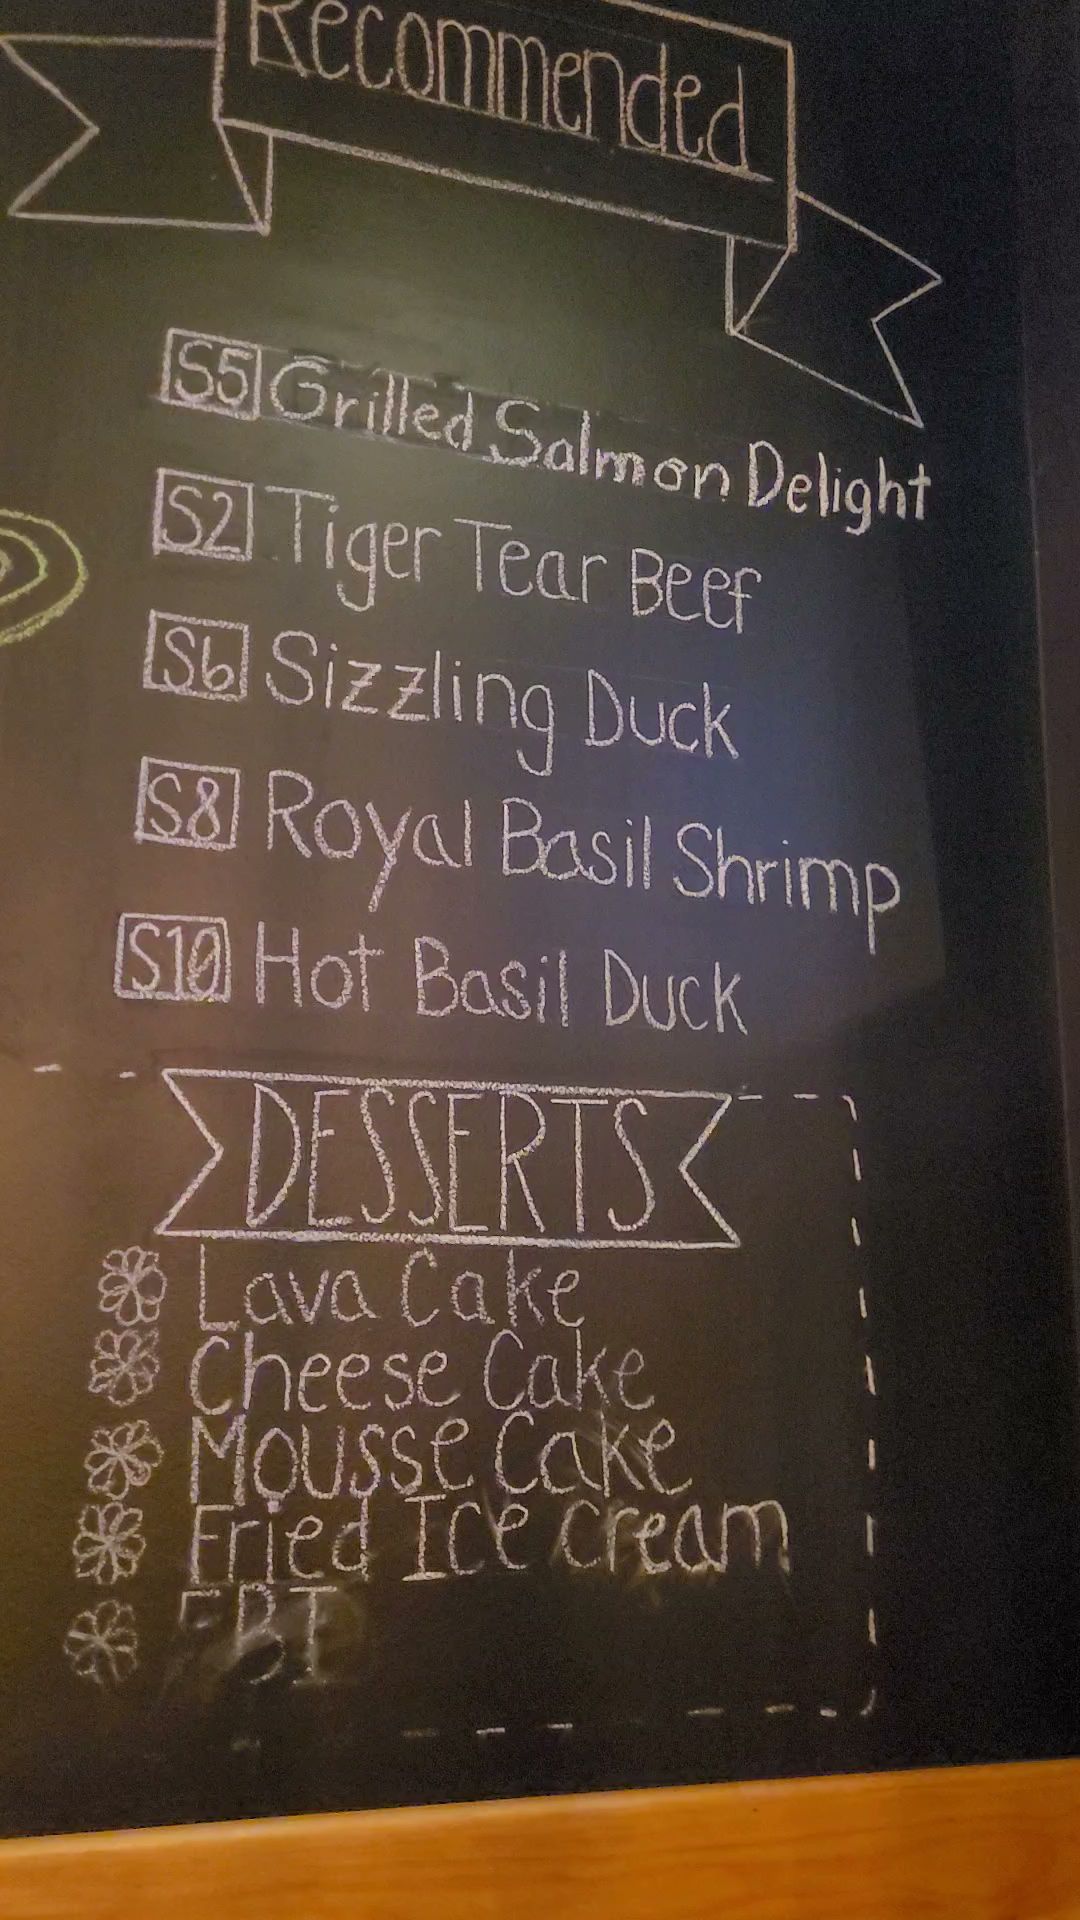 Recommended
S5 Grilled Salmon Delight
S2 Tiger Tear Beef
S6 Sizzling Duck
S8 Royal Basil Shrimp
S10 Hot Basil Duck
DESSERTS
Lava Cake
Cheese Cake
Mousse Cake
Fried Ice cream
FBI